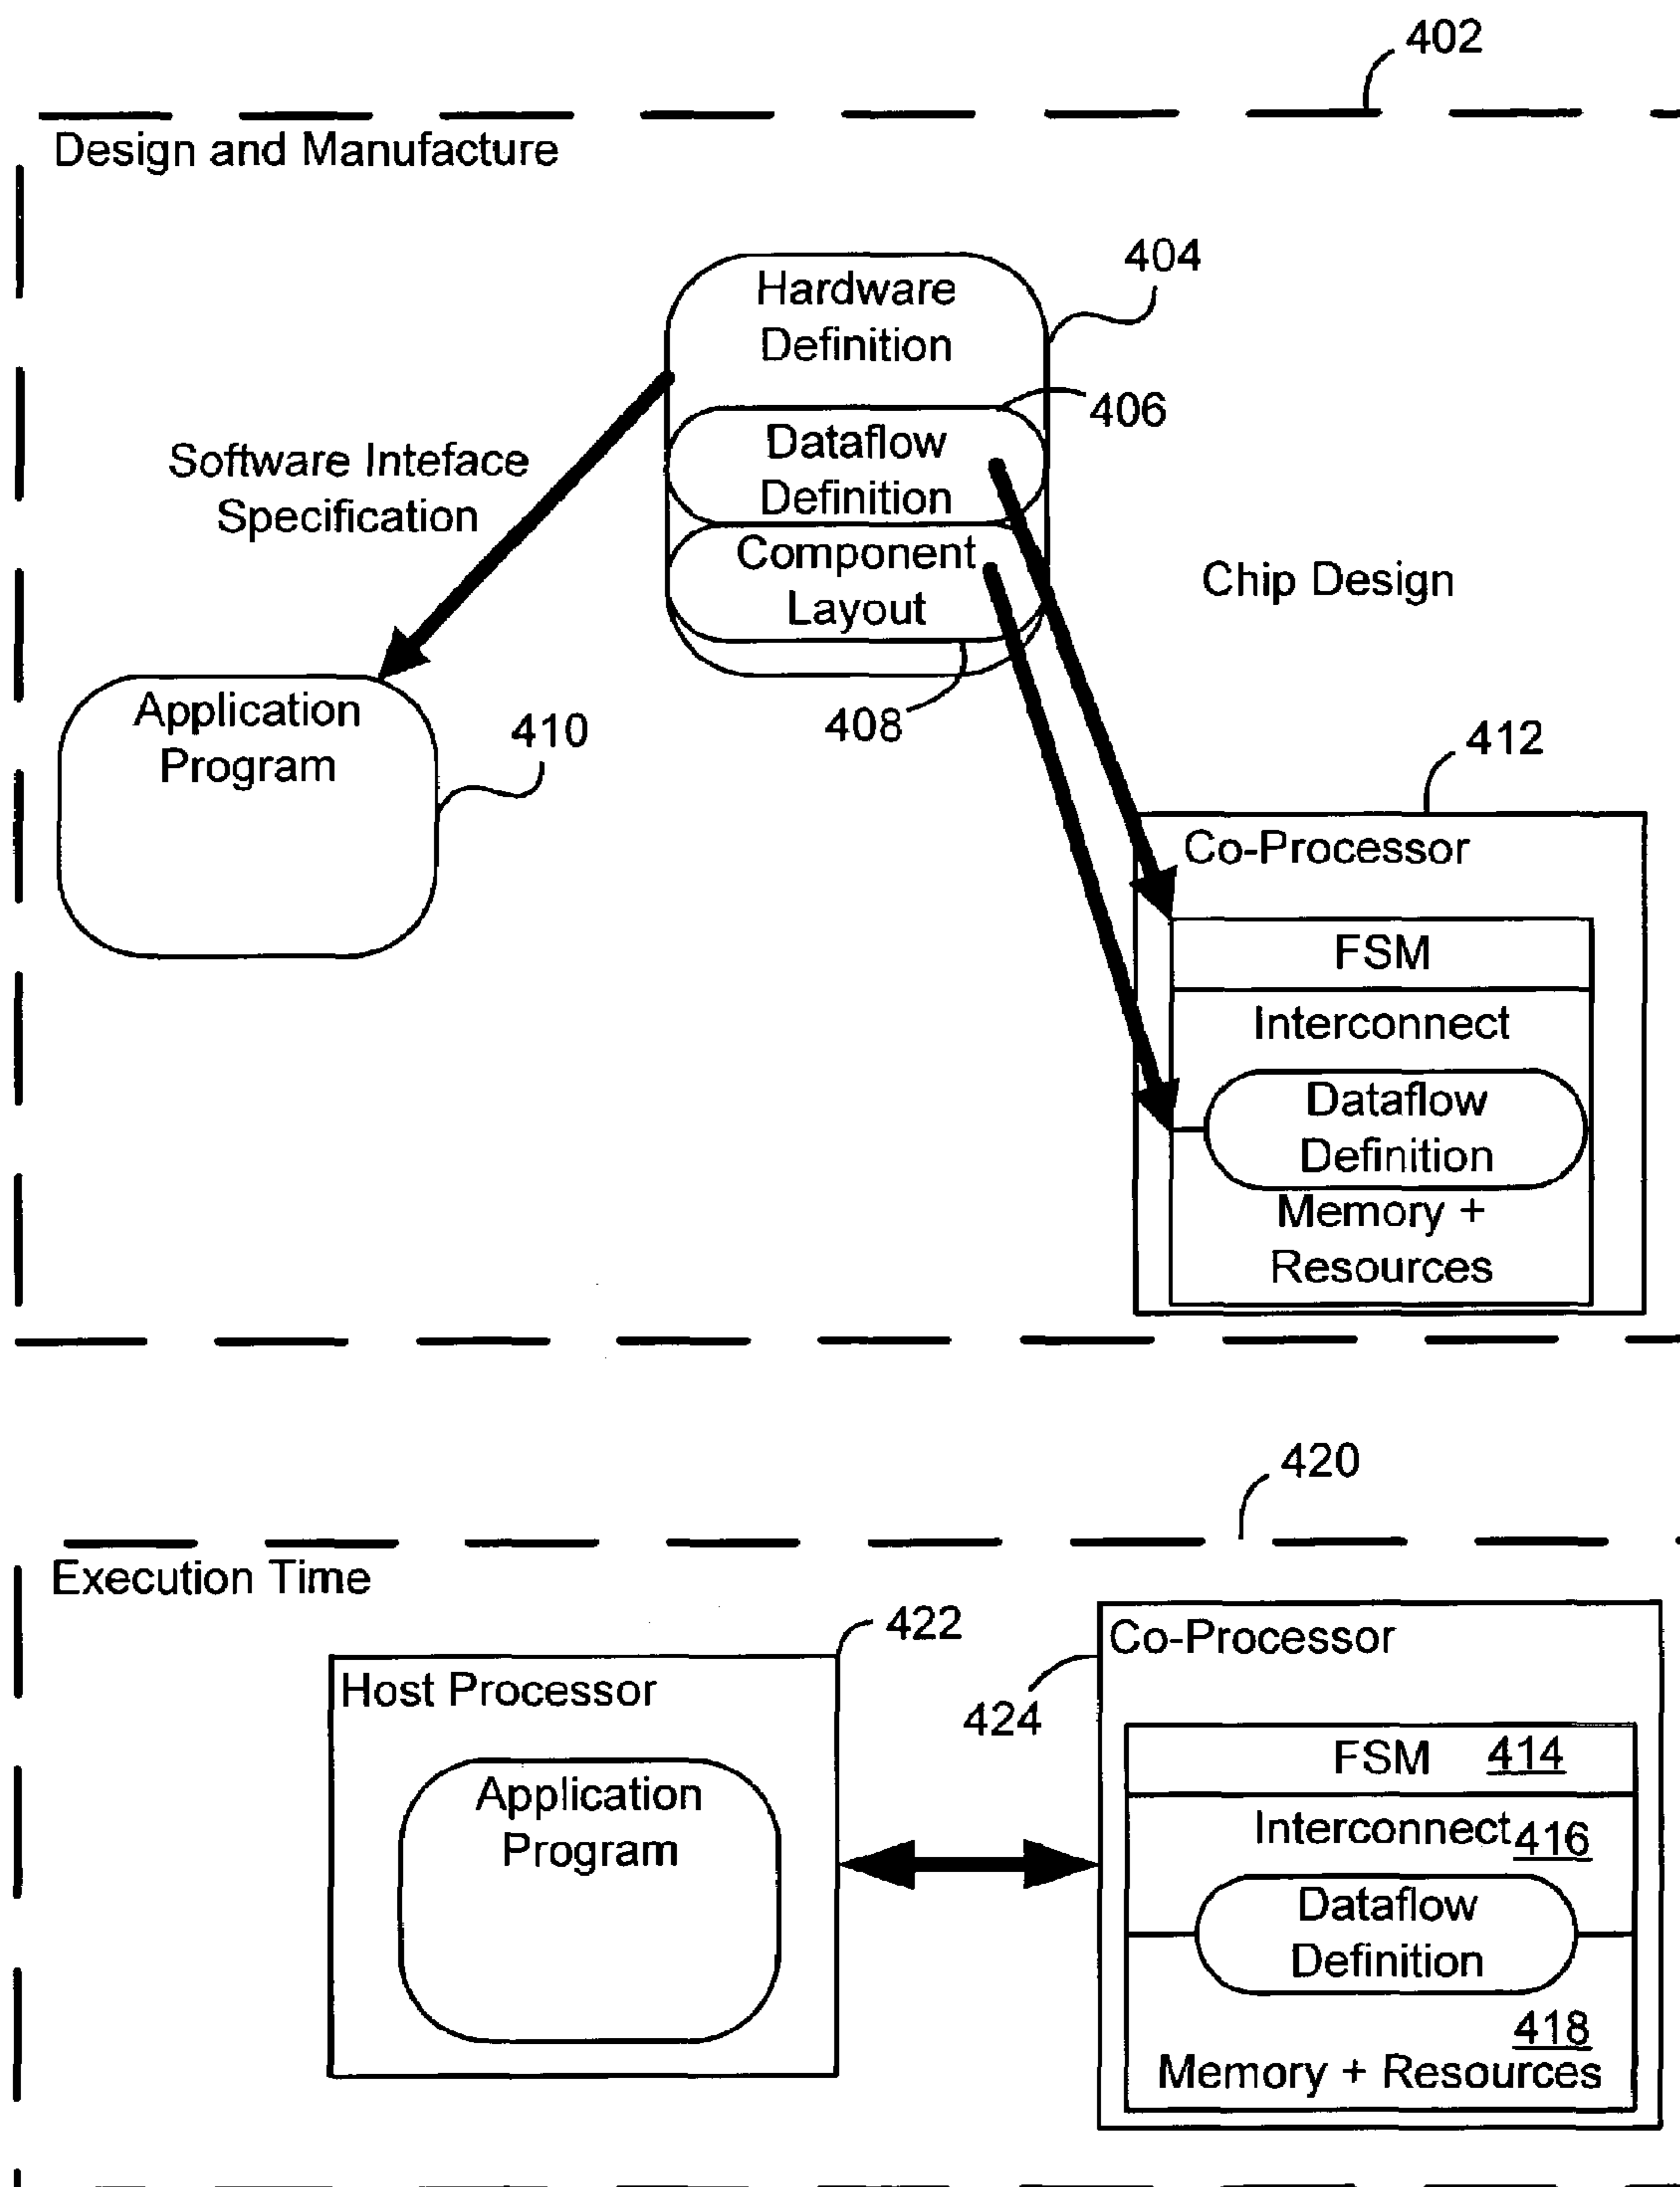 402
Design and Manufacture
404
Hardware
Definition
406
Dataflow
Definition
Software Inteface
Specification
Component
Layout
Chip Design
408
Application
Program
410
412
Co-Processor
FSM
Interconnect
Dataflow
Definition
Memory +
Resources
420
Execution Time
422
Host Processor
Application
Program
424
Co-Processor
FSM 414
Interconnect 416
Dataflow
Definition
418
Memory + Resources